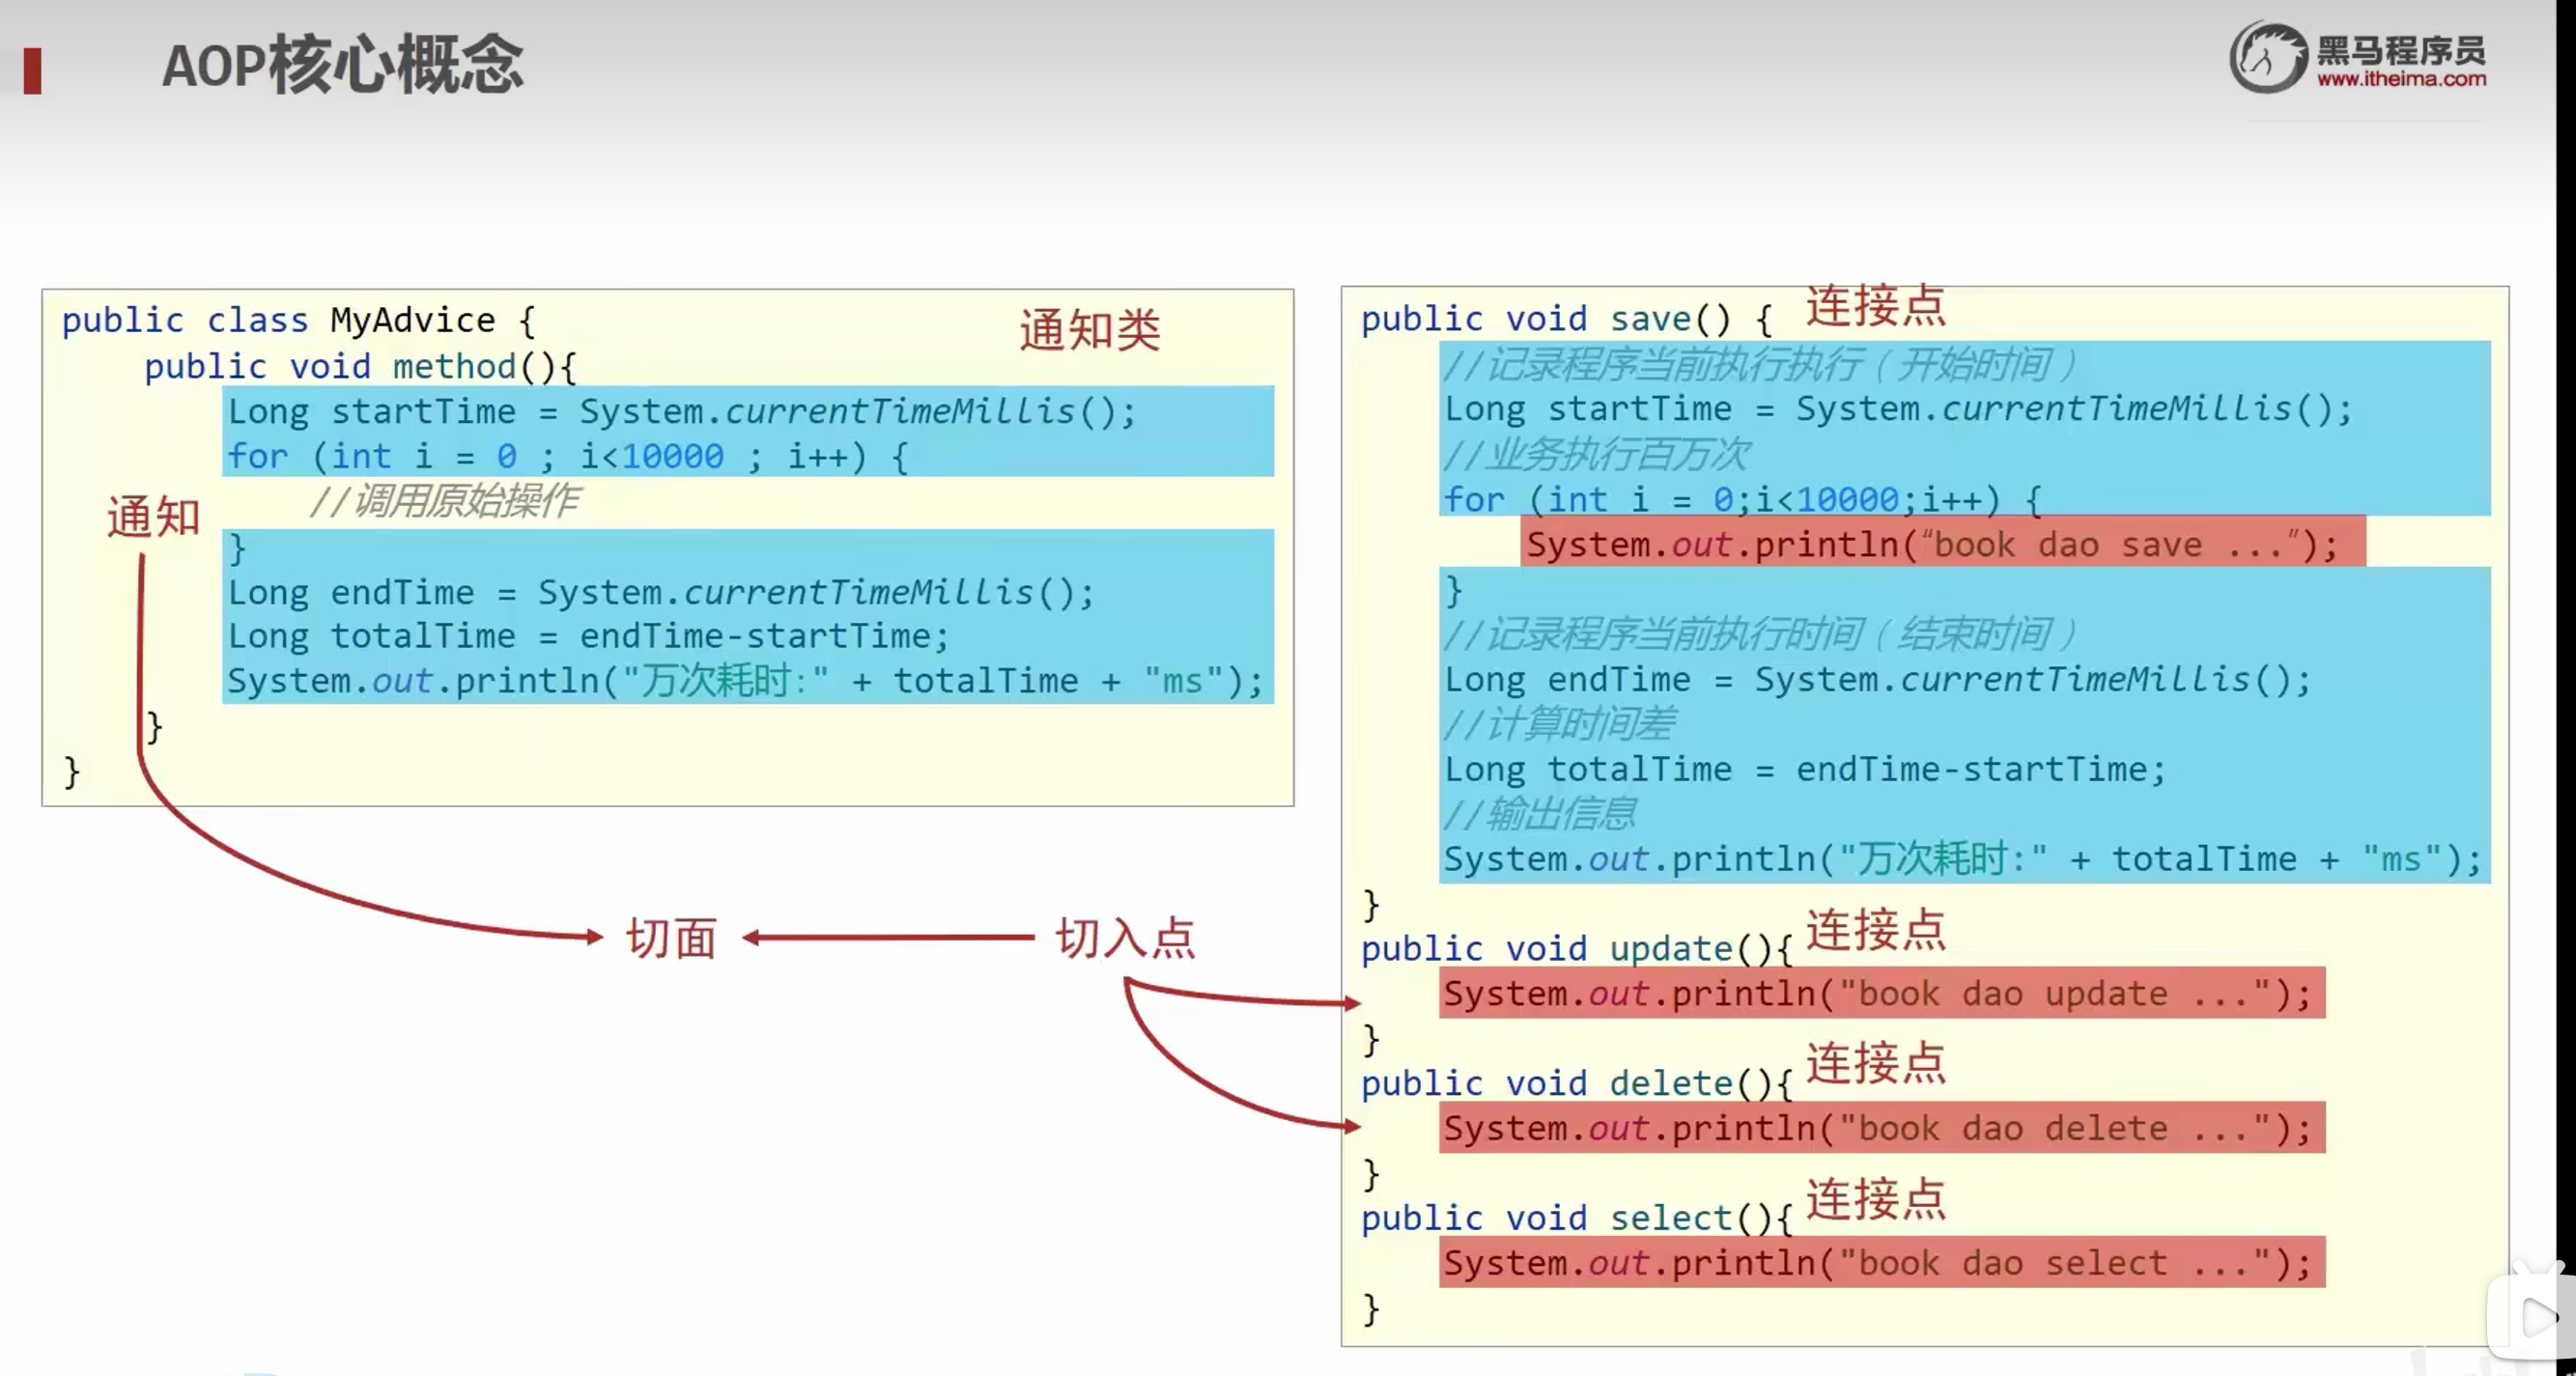 AOP核心概念
黑马程序员
www.itheima.com
public class MyAdvice {
通知类
public void method(){
Long startTime = System.currentTimeMillis();
for (int i = 0 ; i<10000 ; i++) {
//调用原始操作
通知
}
Long endTime = System.currentTimeMillis();
Long totalTime = endTime-startTime;
System.out.println("万次耗时:" + totalTime + "ms");
}
}
切面
切入点
public void save() {
连接点
//记录程序当前执行执行（开始时间）
Long startTime = System.currentTimeMillis();
//业务执行百万次
for (int i = 0;i<10000;i++) {
System.out.println(“book dao save ...”);
}
//记录程序当前执行时间（结束时间）
Long endTime = System.currentTimeMillis();
//计算时间差
Long totalTime = endTime-startTime;
//输出信息
System.out.println("万次耗时:" + totalTime + "ms");
}
public void update(){
连接点
System.out.println("book dao update ...");
}
public void delete(){
连接点
System.out.println("book dao delete ...");
}
public void select(){
连接点
System.out.println("book dao select ...");
}